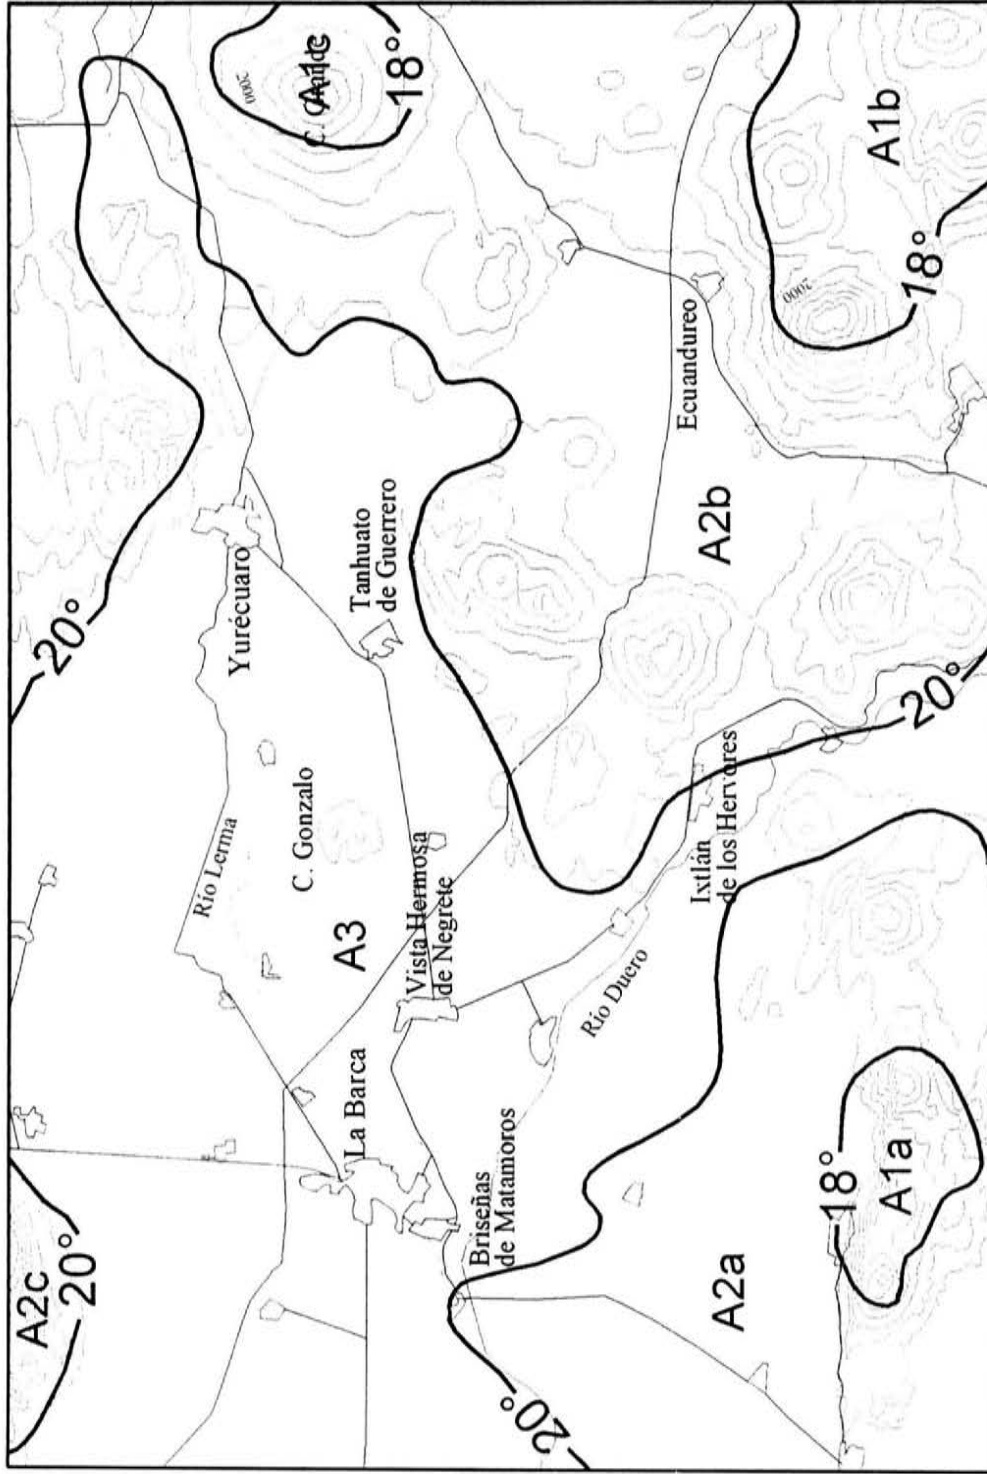 A2c
20°
20°
Río Lerma
Yurécuaro
2000
C. Gonzalo
A1c
C.
A3
La Barca
Tanhuato
de Guerrero
18°
Vista Hermosa
de Negrete
Briseñas
de Matamoros
20°
Río Duero
Ecuandureo
Ixtlán
de los Hervores
A2b
A2a
2000
18°
A1b
A1a
18°
20°